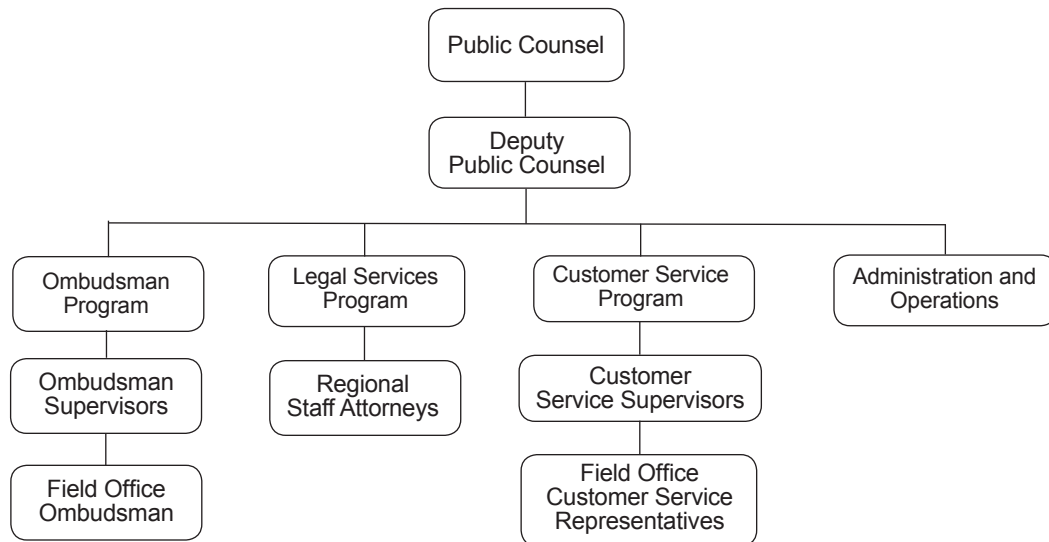 Public Counsel
Deputy
Public Counsel
Ombudsman
Program
Legal Services
Program
Customer Service
Program
Administration and
Operations
Ombudsman
Supervisors
Regional
Staff Attorneys
Customer
Service Supervisors
Field Office
Ombudsman
Field Office
Customer Service
Representatives